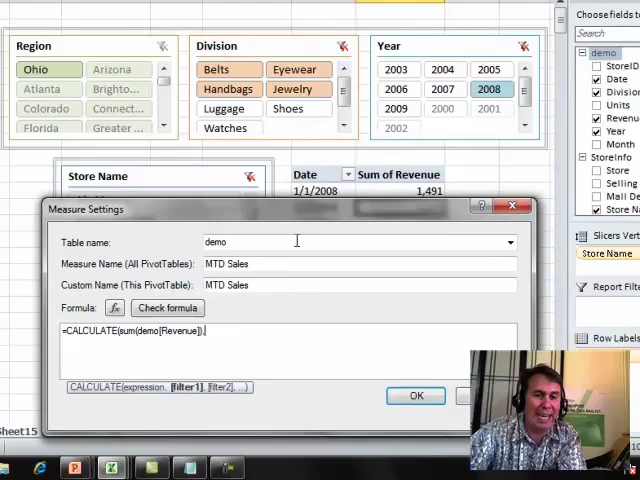 Choose fields to
Search
demo
StoreID
Date
Division
Units
Revenue
Year
Month
StoreInfo
Store
Selling
Mall De
Store N
Slicers Vert
Store Name
Report Filte
Row Labels
Region
Ohio Arizona
Atlanta Brighto...
Colorado Connect...
Florida Greater
Division
Belts Eyewear
Handbags Jewelry
Luggage Shoes
Watches
Year
2003 2004 2005
2006 2007 2008
2009 2000 2001
2002
Store Name
Date Sum of Revenue
1/1/2008 1,491
Measure Settings
Table name: demo
Measure Name (All PivotTables): MTD Sales
Custom Name (This PivotTable): MTD Sales
Formula: fx Check formula
=CALCULATE(sum(demo[Revenue]),
CALCULATE(expression, [filter1], [filter2], ...)
OK
Sheet15